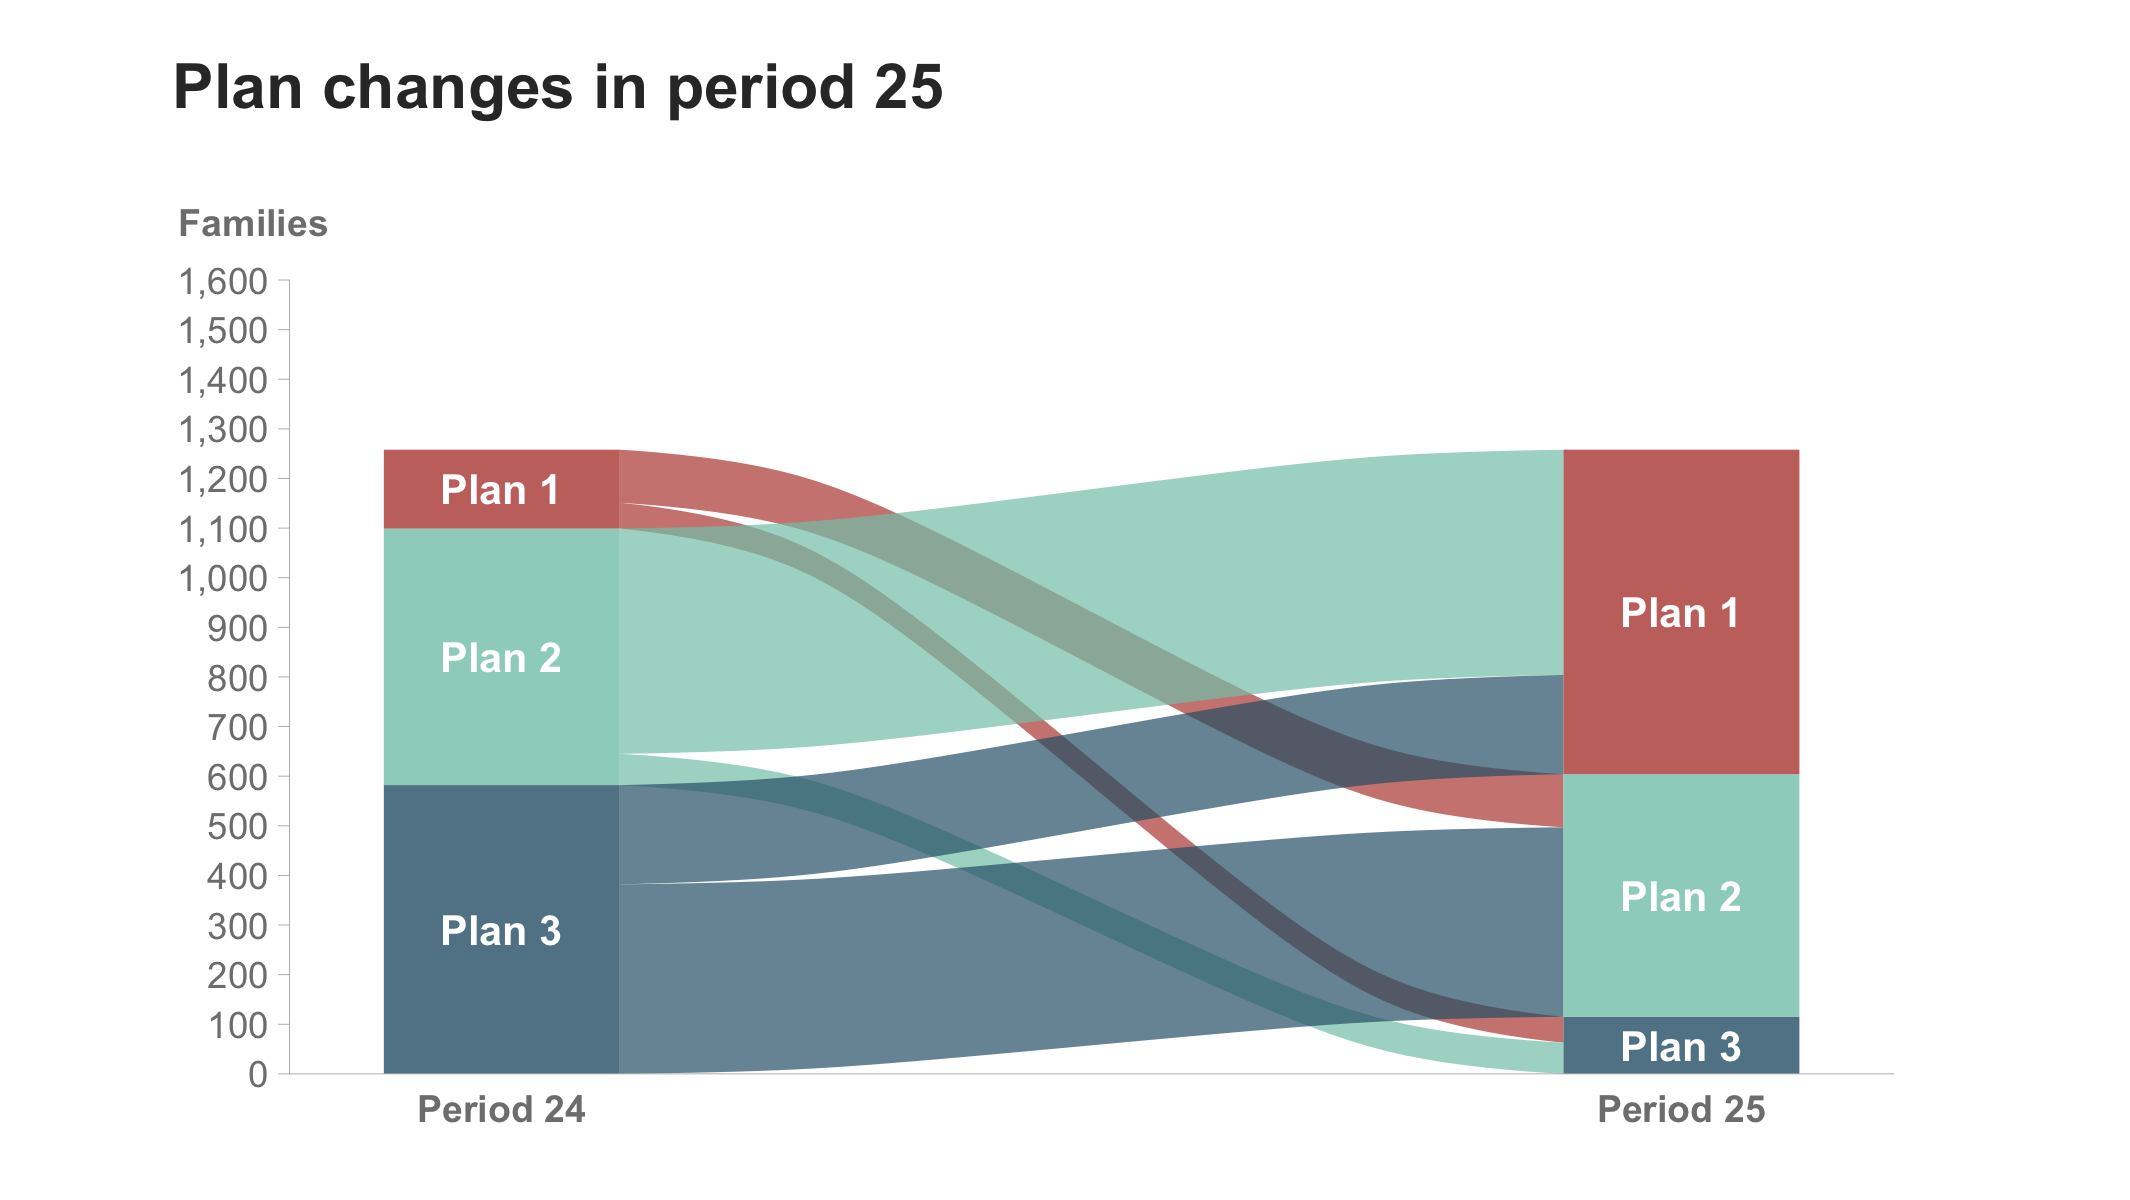 Plan changes in period 25
Families
1,600
1,500
1,400
1,300
1,200
1,100
1,000
900
800
700
600
500
400
300
200
100
0
Plan 1
Plan 2
Plan 3
Plan 1
Plan 2
Plan 3
Period 24
Period 25